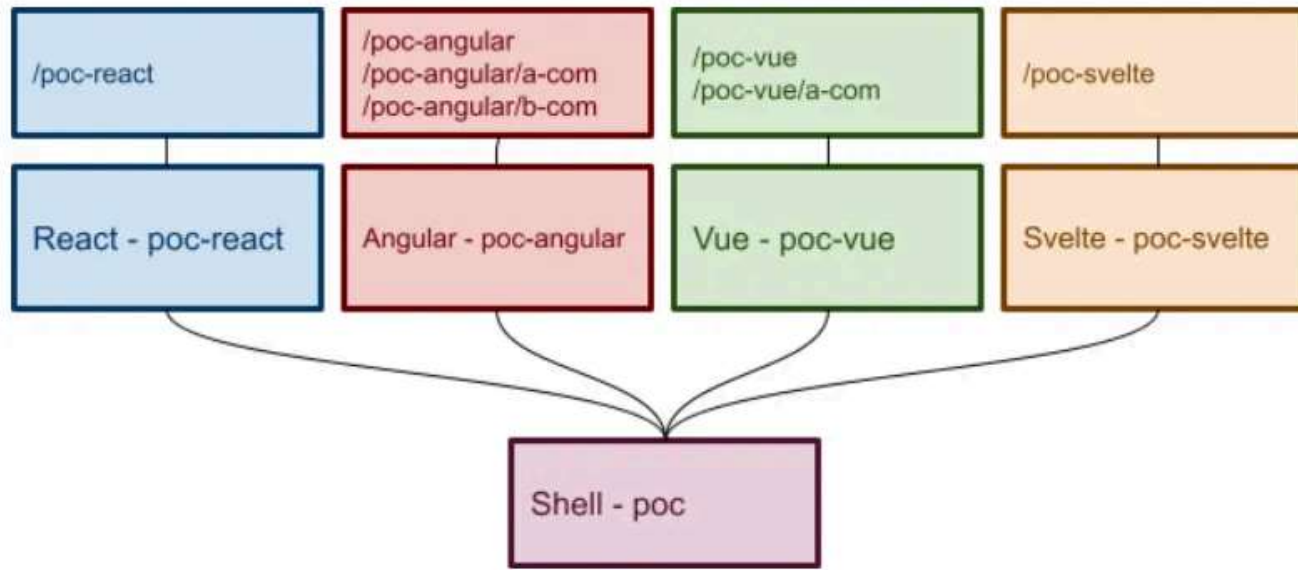 /poc-react
/poc-angular
/poc-angular/a-com
/poc-angular/b-com
/poc-vue
/poc-vue/a-com
/poc-svelte
React - poc-react
Angular - poc-angular
Vue - poc-vue
Svelte - poc-svelte
Shell - poc